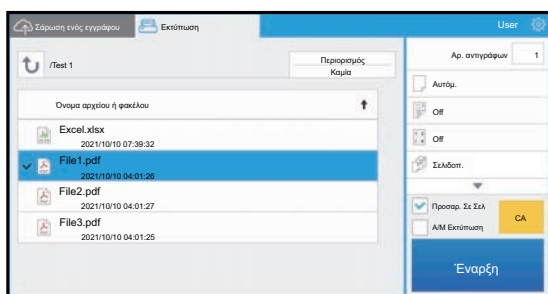 Σάρωση ενός εγγράφου
Εκτύπωση
User
/Test 1
Περιορισμός
Καμία
Όνομα αρχείου ή φακέλου
Excel.xlsx
2021/10/10 07:39:32
File1.pdf
2021/10/10 04:01:26
File2.pdf
2021/10/10 04:01:27
File3.pdf
2021/10/10 04:01:25
Αρ. αντιγράφων 1
Αυτόμ.
Off
Off
Σελιδοπ.
Προσαρ. Σε Σελ
Α/Μ Εκτύπωση
CA
Έναρξη